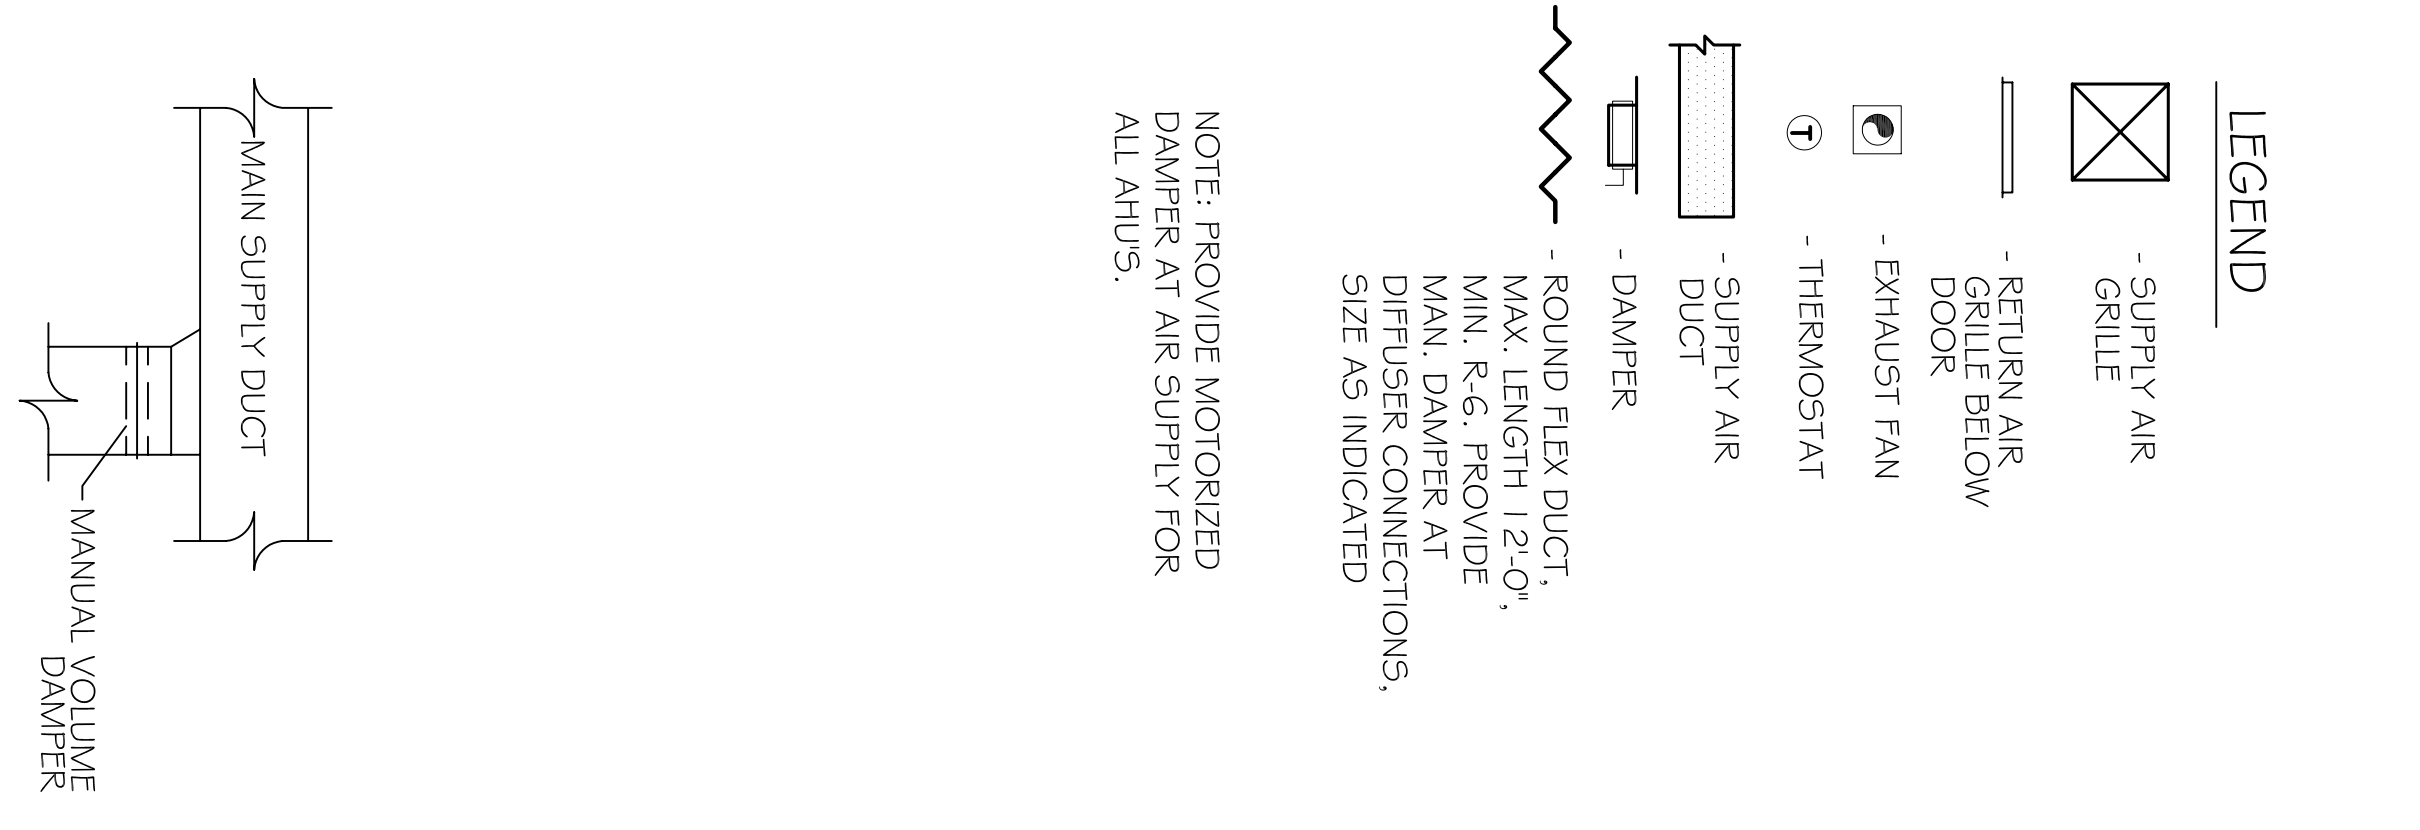 LEGEND
- SUPPLY AIR
GRILLE
- RETURN AIR
GRILLE BELOW
DOOR
- EXHAUST FAN
T
- THERMOSTAT
- SUPPLY AIR
DUCT
- DAMPER
- ROUND FLEX DUCT,
MAX. LENGTH 12'-0",
MIN. R-6. PROVIDE
MAN. DAMPER AT
DIFFUSER CONNECTIONS,
SIZE AS INDICATED
NOTE: PROVIDE MOTORIZED
DAMPER AT AIR SUPPLY FOR
ALL AHU'S.
MAIN SUPPLY DUCT
MANUAL VOLUME
DAMPER